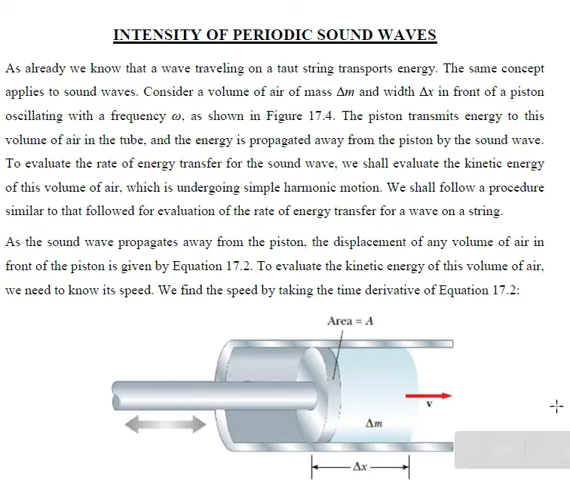 INTENSITY OF PERIODIC SOUND WAVES
As already we know that a wave traveling on a taut string transports energy. The same concept
applies to sound waves. Consider a volume of air of mass Δm and width Δx in front of a piston
oscillating with a frequency ω, as shown in Figure 17.4. The piston transmits energy to this
volume of air in the tube, and the energy is propagated away from the piston by the sound wave.
To evaluate the rate of energy transfer for the sound wave, we shall evaluate the kinetic energy
of this volume of air, which is undergoing simple harmonic motion. We shall follow a procedure
similar to that followed for evaluation of the rate of energy transfer for a wave on a string.
As the sound wave propagates away from the piston, the displacement of any volume of air in
front of the piston is given by Equation 17.2. To evaluate the kinetic energy of this volume of air,
we need to know its speed. We find the speed by taking the time derivative of Equation 17.2:
Area = A
v
Δm
Δx